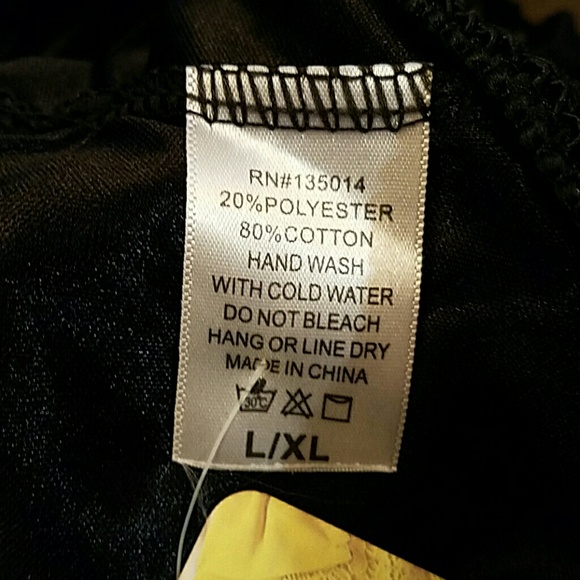 RN#135014
20%POLYESTER
80%COTTON
HAND WASH
WITH COLD WATER
DO NOT BLEACH
HANG OR LINE DRY
MADE IN CHINA
30°C
L/XL